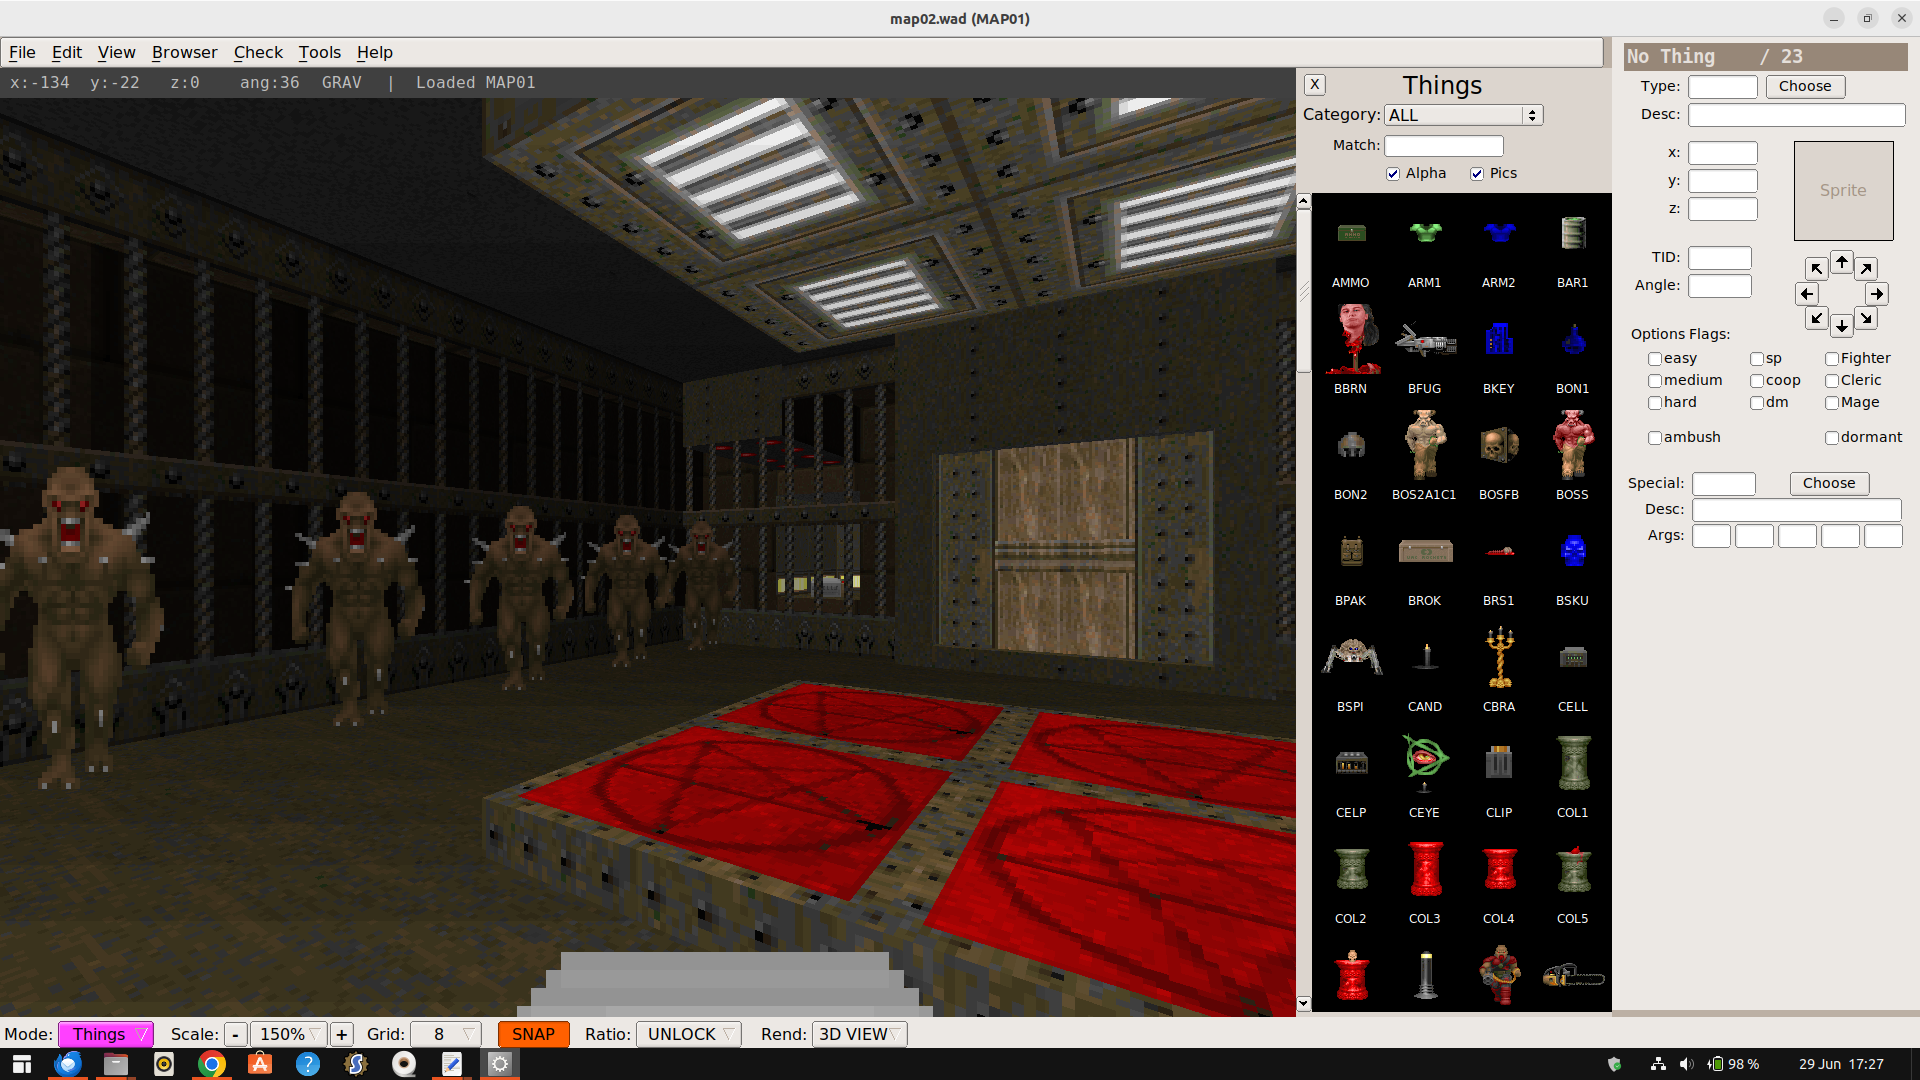 map02.wad (MAP01)
File Edit View Browser Check Tools Help
x:-134 y:-22 z:0 ang:36 GRAV | Loaded MAP01
X Things
Category: ALL
Match:
Alpha Pics
AMMO ARM1 ARM2 BAR1
BBRN BFUG BKEY BON1
BON2 BOS2A1C1 BOSFB BOSS
BPAK BROK BRS1 BSKU
BSPI CAND CBRA CELL
CELP CEYE CLIP COL1
COL2 COL3 COL4 COL5
No Thing / 23
Type: Choose
Desc:
x:
y:
z:
Sprite
TID:
Angle:
Options Flags:
easy sp Fighter
medium coop Cleric
hard dm Mage
ambush dormant
Special: Choose
Desc:
Args:
Mode: Things Scale: - 150% + Grid: 8 SNAP Ratio: UNLOCK Rend: 3D VIEW
98 % 29 Jun 17:27